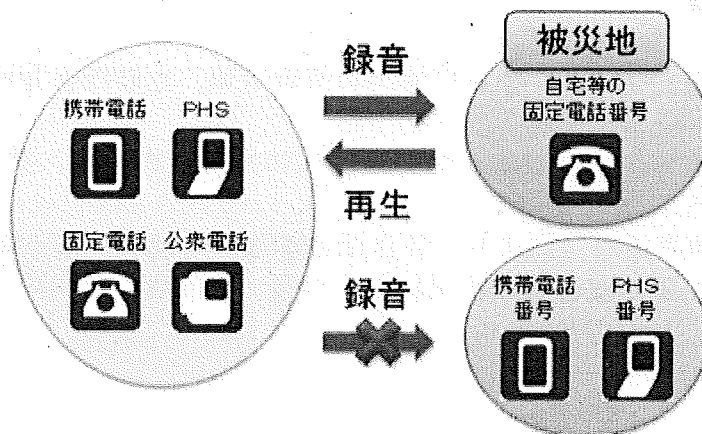 被災地
録音
自宅等の
固定電話番号
携帯電話 PHS
再生
固定電話 公衆電話
録音
携帯電話 PHS
番号 番号